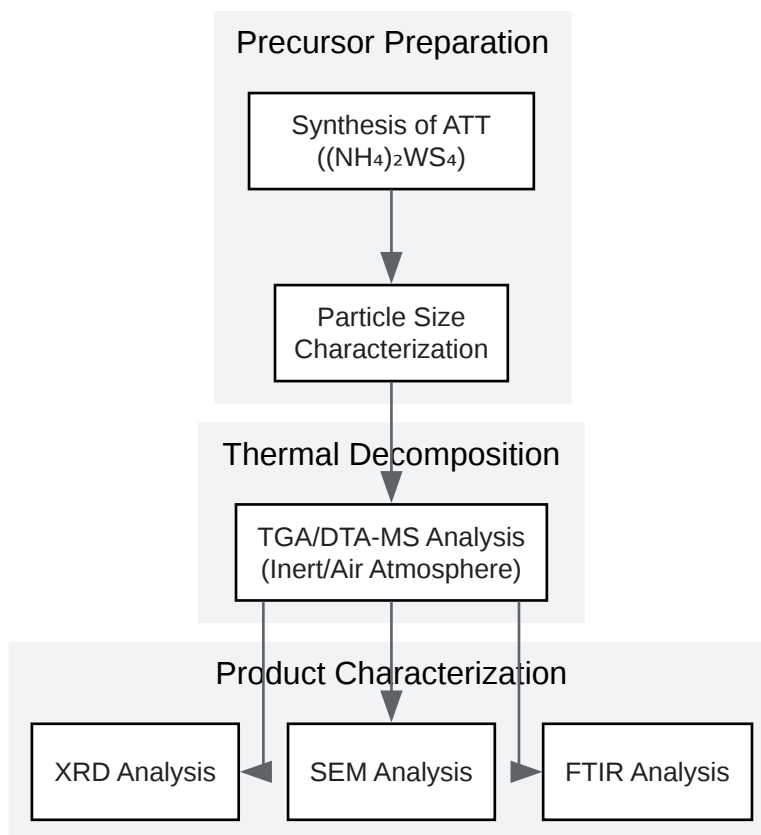 Precursor Preparation
Synthesis of ATT
((NH₄)₂WS₄)
Particle Size
Characterization
Thermal Decomposition
TGA/DTA-MS Analysis
(Inert/Air Atmosphere)
Product Characterization
XRD Analysis
SEM Analysis
FTIR Analysis